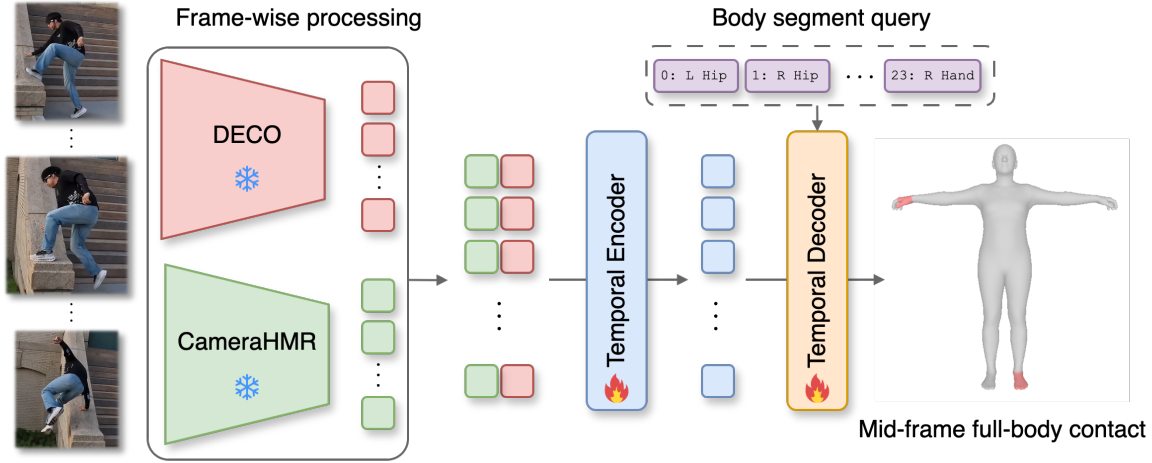 Frame-wise processing
Body segment query
0: L Hip
1: R Hip
...
23: R Hand
DECO
CameraHMR
Temporal Encoder
Temporal Decoder
Mid-frame full-body contact